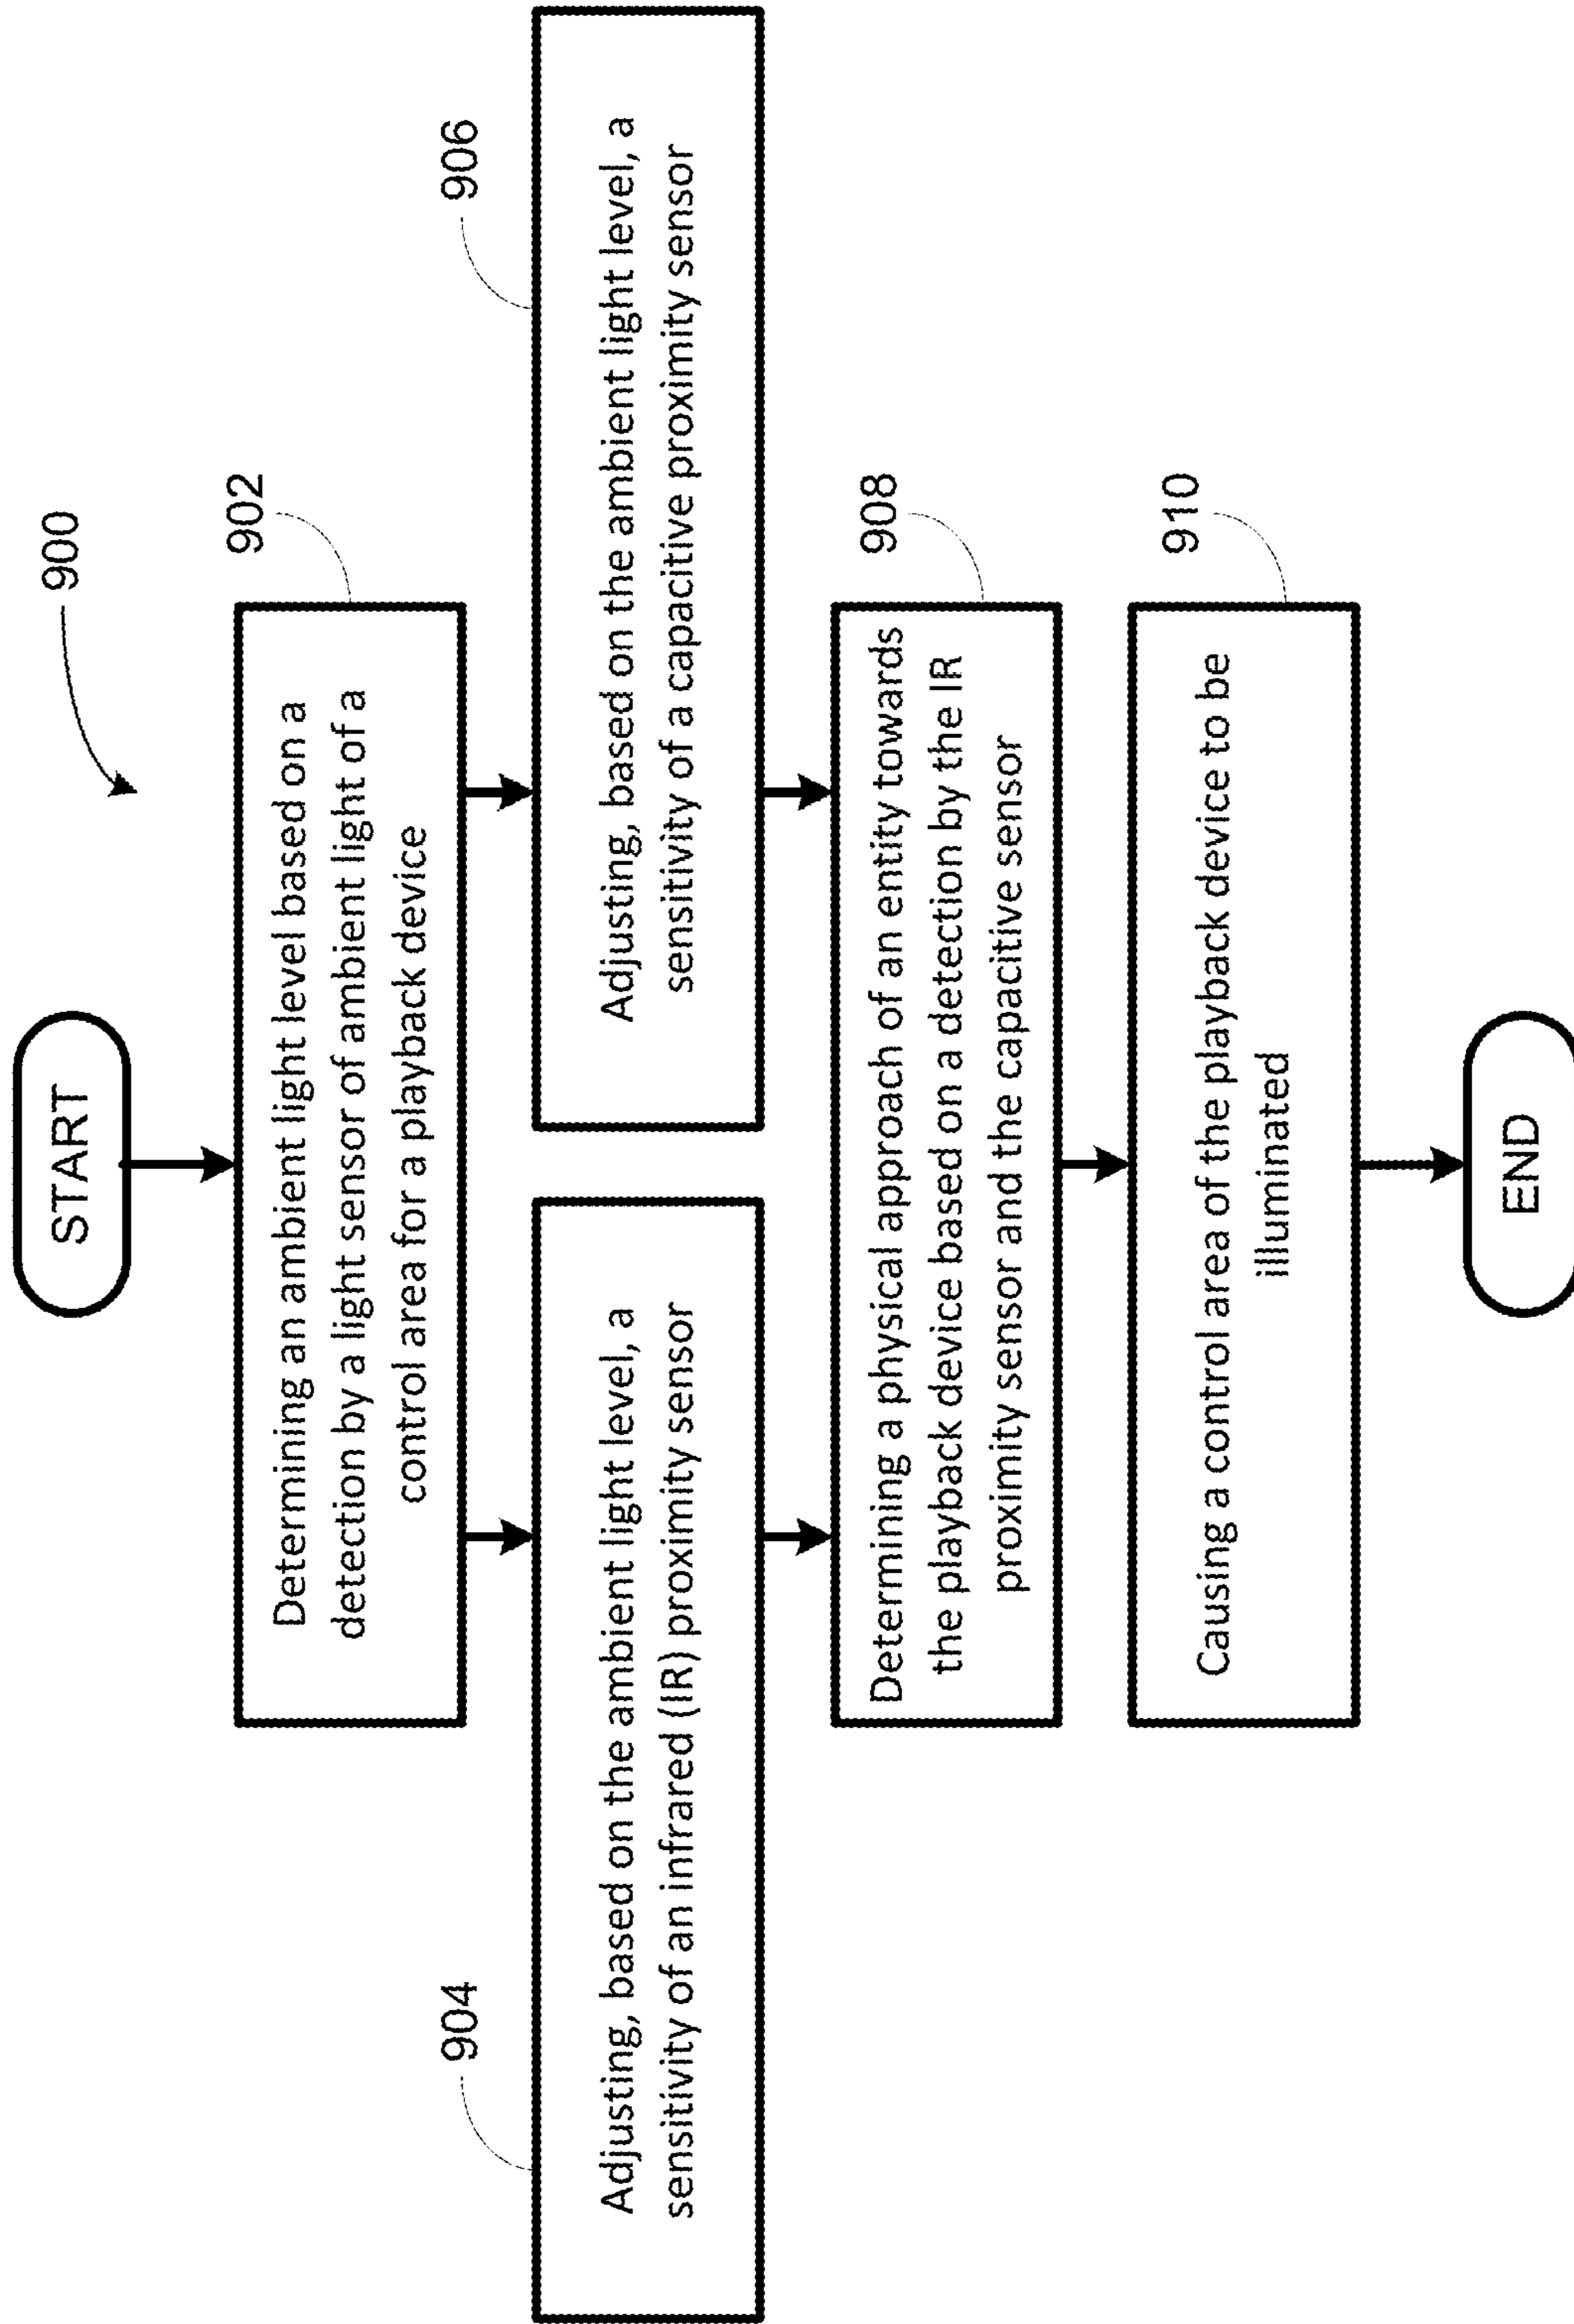 900
START
902
Determining an ambient light level based on a
detection by a light sensor of ambient light of a
control area for a playback device
904
Adjusting, based on the ambient light level, a
sensitivity of an infrared (IR) proximity sensor
906
Adjusting, based on the ambient light level, a
sensitivity of a capacitive proximity sensor
908
Determining a physical approach of an entity towards
the playback device based on a detection by the IR
proximity sensor and the capacitive sensor
910
Causing a control area of the playback device to be
illuminated
END